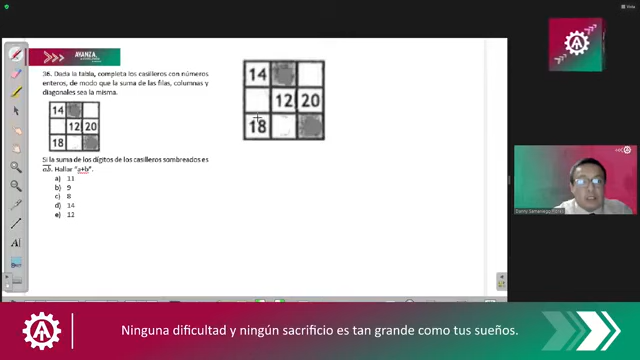 View
AVANZA
36. Dada la tabla, completa los casilleros con números
enteros, de modo que la suma de las filas, columnas y
diagonales sea la misma.
14
12 20
18
Si la suma de los dígitos de los casilleros sombreados es
ab. Hallar "a+b".
a) 11
b) 9
c) 8
d) 14
e) 12
14
12 20
18
Ninguna dificultad y ningún sacrificio es tan grande como tus sueños.